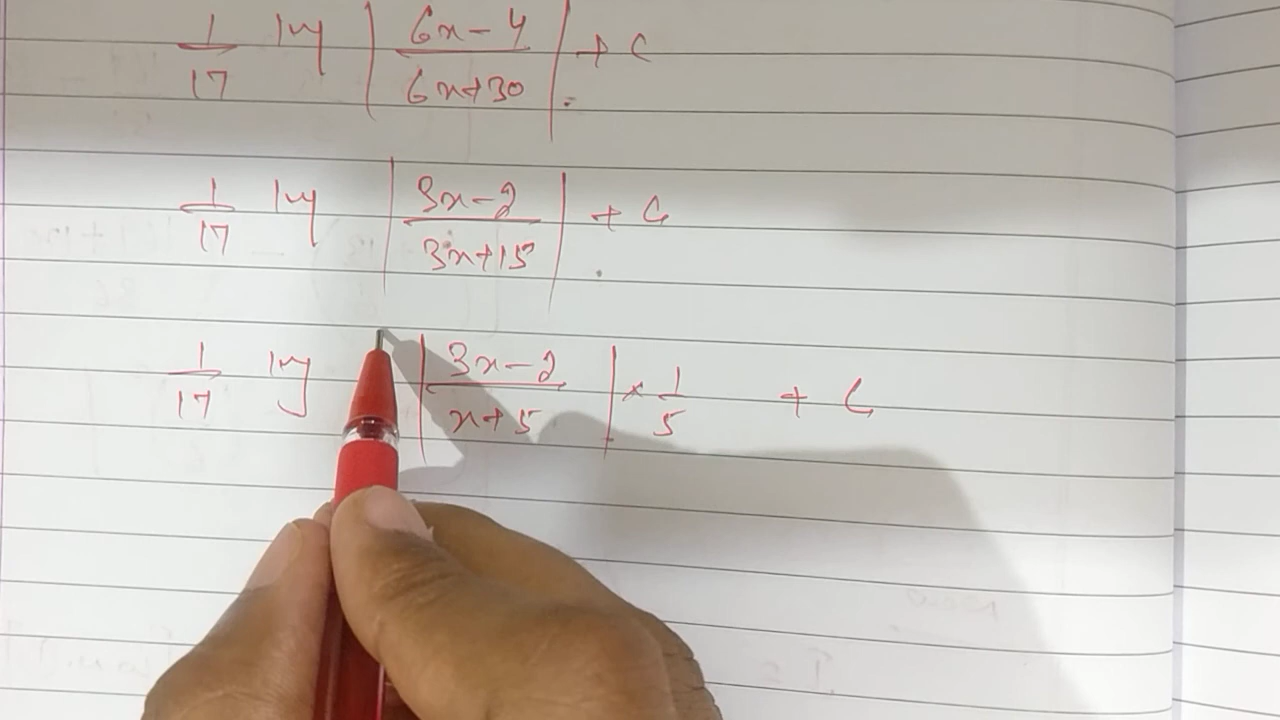 1/17 log |(6x-4)/(6x+30)| + C
1/17 log |(3x-2)/(3x+15)| + C
1/17 log |(3x-2)/(x+5)| × 1/5 + C